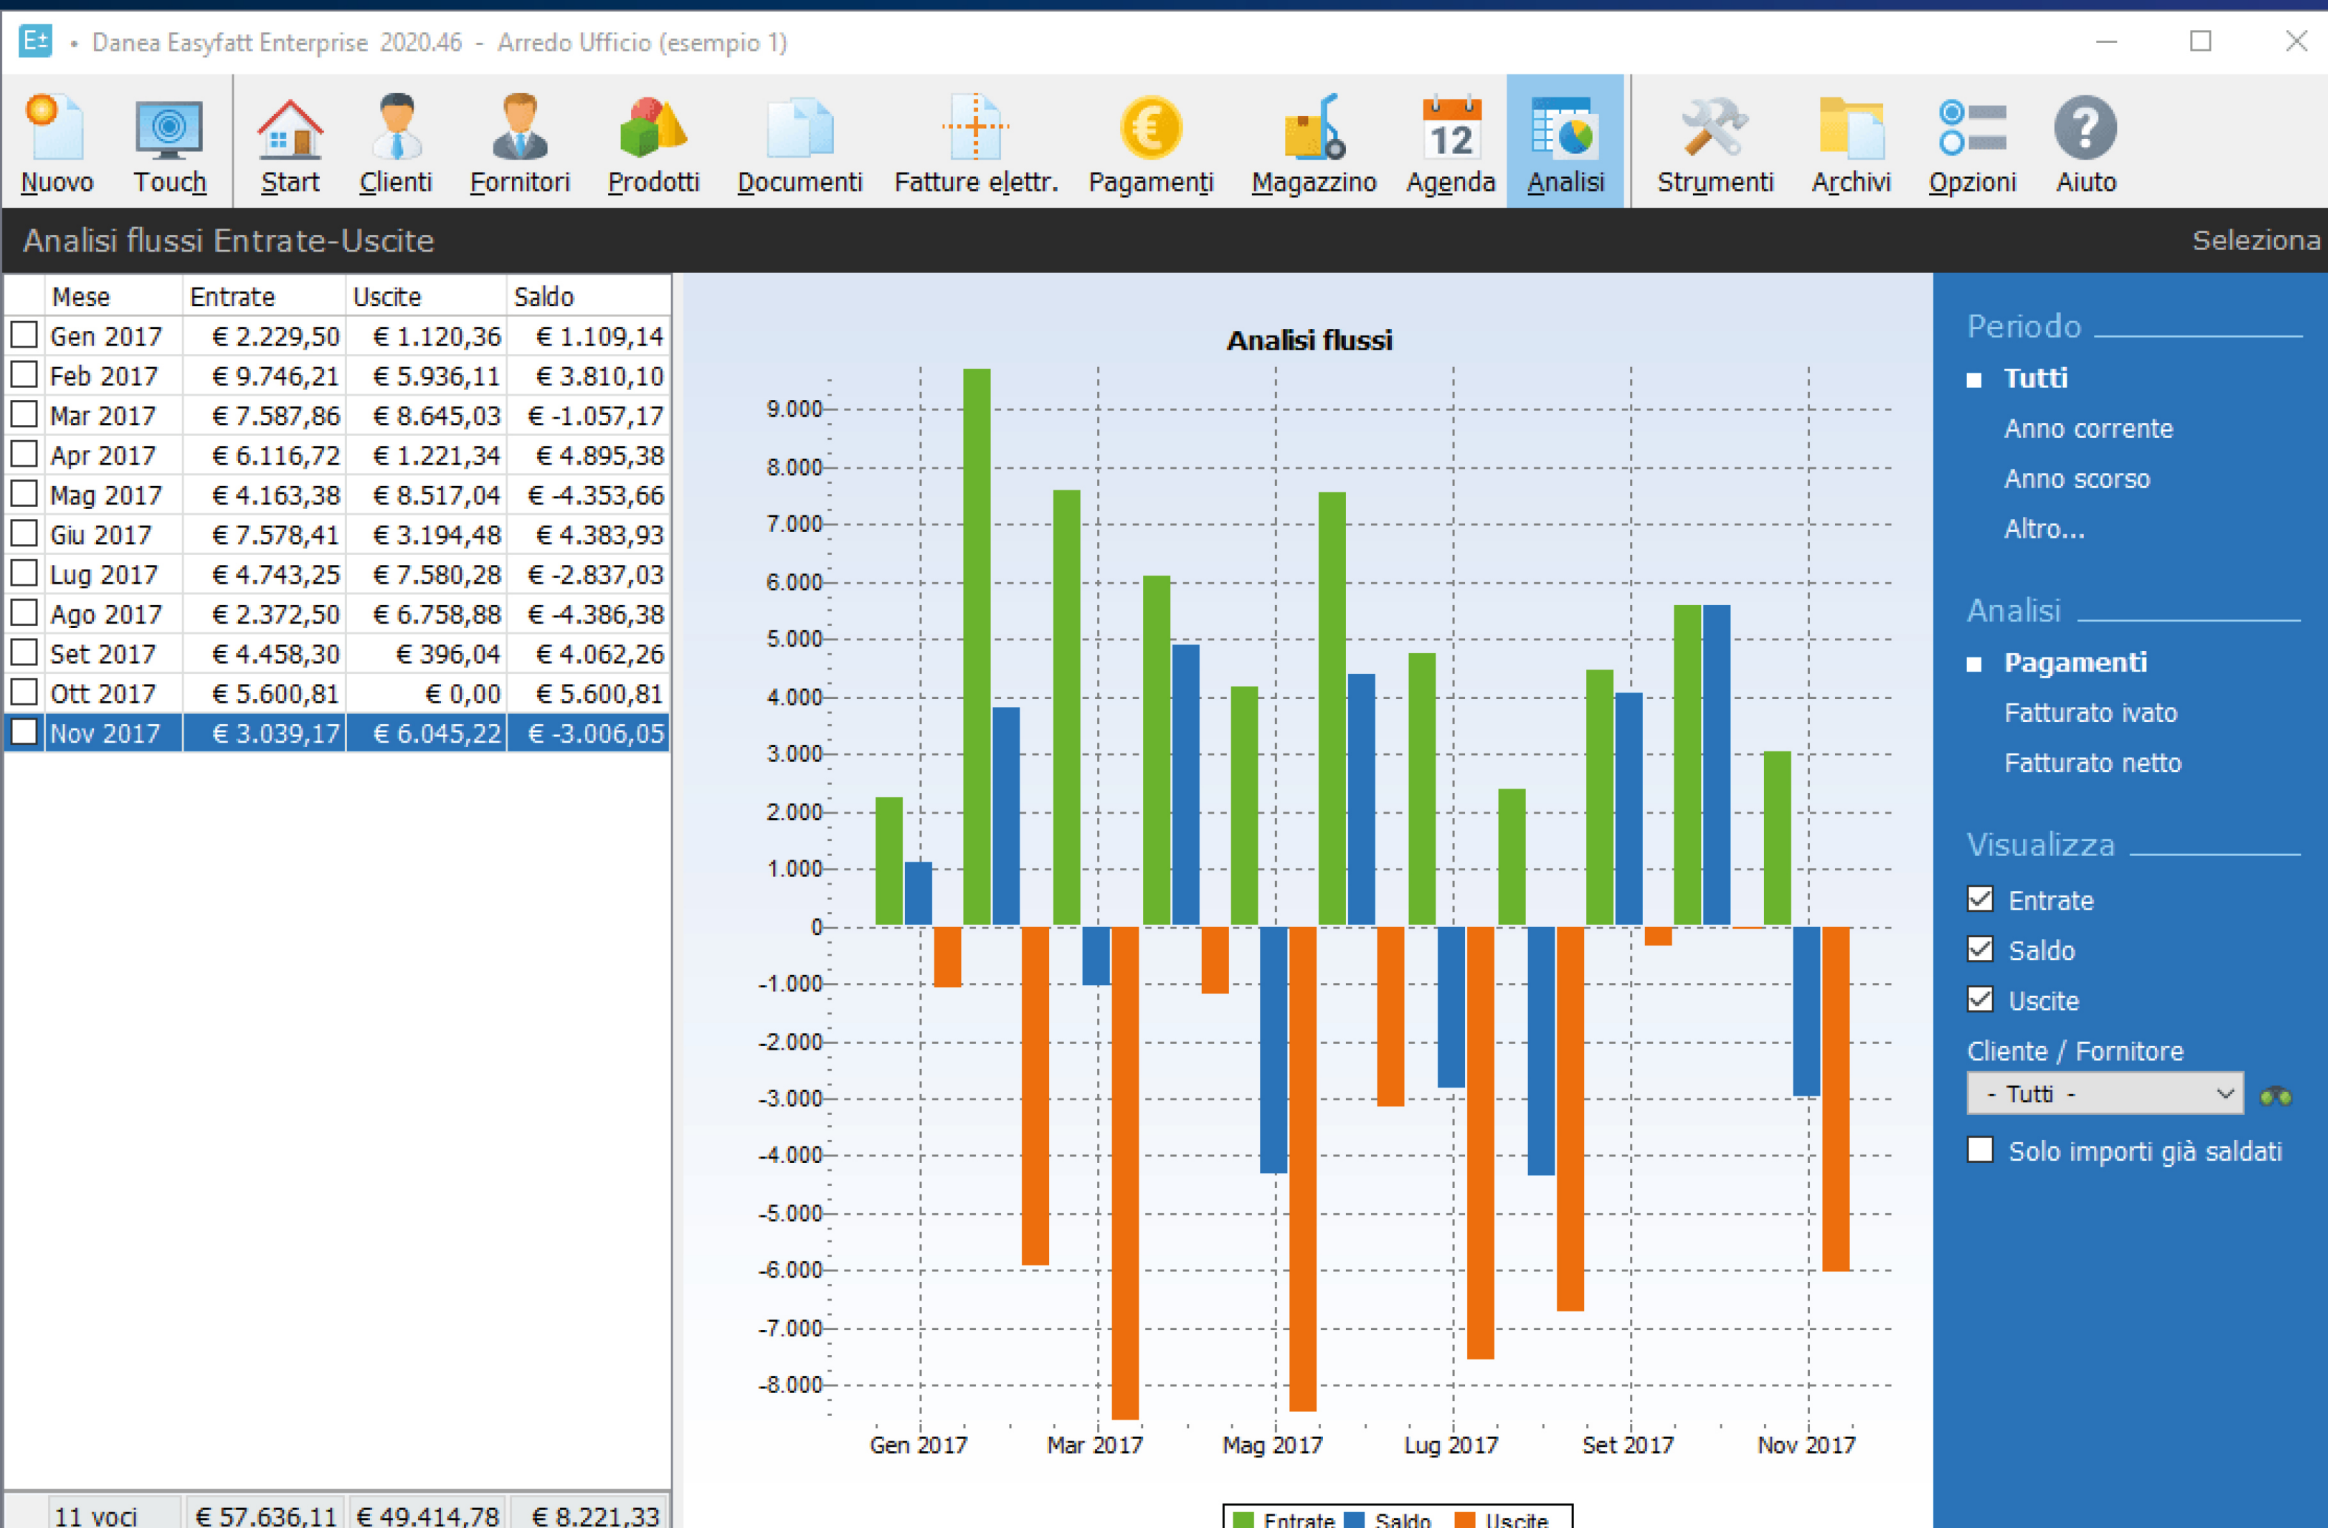 E±
• Danea Easyfatt Enterprise 2020.46 - Arredo Ufficio (esempio 1)
12
Nuovo Touch Start Clienti Fornitori Prodotti Documenti Fatture elettr. Pagamenti Magazzino Agenda Analisi Strumenti Archivi Opzioni Aiuto
Analisi flussi Entrate-Uscite Seleziona
Mese Entrate Uscite Saldo
Gen 2017 € 2.229,50 € 1.120,36 € 1.109,14
Feb 2017 € 9.746,21 € 5.936,11 € 3.810,10
Mar 2017 € 7.587,86 € 8.645,03 € -1.057,17
Apr 2017 € 6.116,72 € 1.221,34 € 4.895,38
Mag 2017 € 4.163,38 € 8.517,04 € -4.353,66
Giu 2017 € 7.578,41 € 3.194,48 € 4.383,93
Lug 2017 € 4.743,25 € 7.580,28 € -2.837,03
Ago 2017 € 2.372,50 € 6.758,88 € -4.386,38
Set 2017 € 4.458,30 € 396,04 € 4.062,26
Ott 2017 € 5.600,81 € 0,00 € 5.600,81
Nov 2017 € 3.039,17 € 6.045,22 € -3.006,05
11 voci € 57.636,11 € 49.414,78 € 8.221,33
Analisi flussi
9.000
8.000
7.000
6.000
5.000
4.000
3.000
2.000
1.000
0
-1.000
-2.000
-3.000
-4.000
-5.000
-6.000
-7.000
-8.000
Gen 2017 Mar 2017 Mag 2017 Lug 2017 Set 2017 Nov 2017
Entrate Saldo Uscite
Periodo
Tutti
Anno corrente
Anno scorso
Altro...
Analisi
Pagamenti
Fatturato ivato
Fatturato netto
Visualizza
Entrate
Saldo
Uscite
Cliente / Fornitore
- Tutti -
Solo importi già saldati